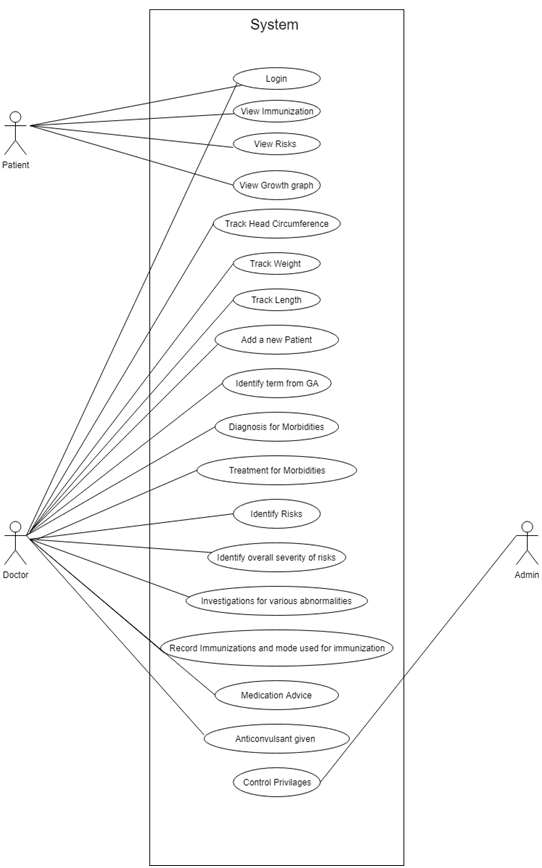 System
Login
View Immunization
View Risks
Patient
View Growth graph
Track Head Circumference
Track Weight
Track Length
Add a new Patient
Identify term from GA
Diagnosis for Morbidities
Treatment for Morbidities
Identify Risks
Identify overall severity of risks
Doctor
Admin
Investigations for various abnormalities
Record Immunizations and mode used for immunization
Medication Advice
Anticonvulsant given
Control Privilages